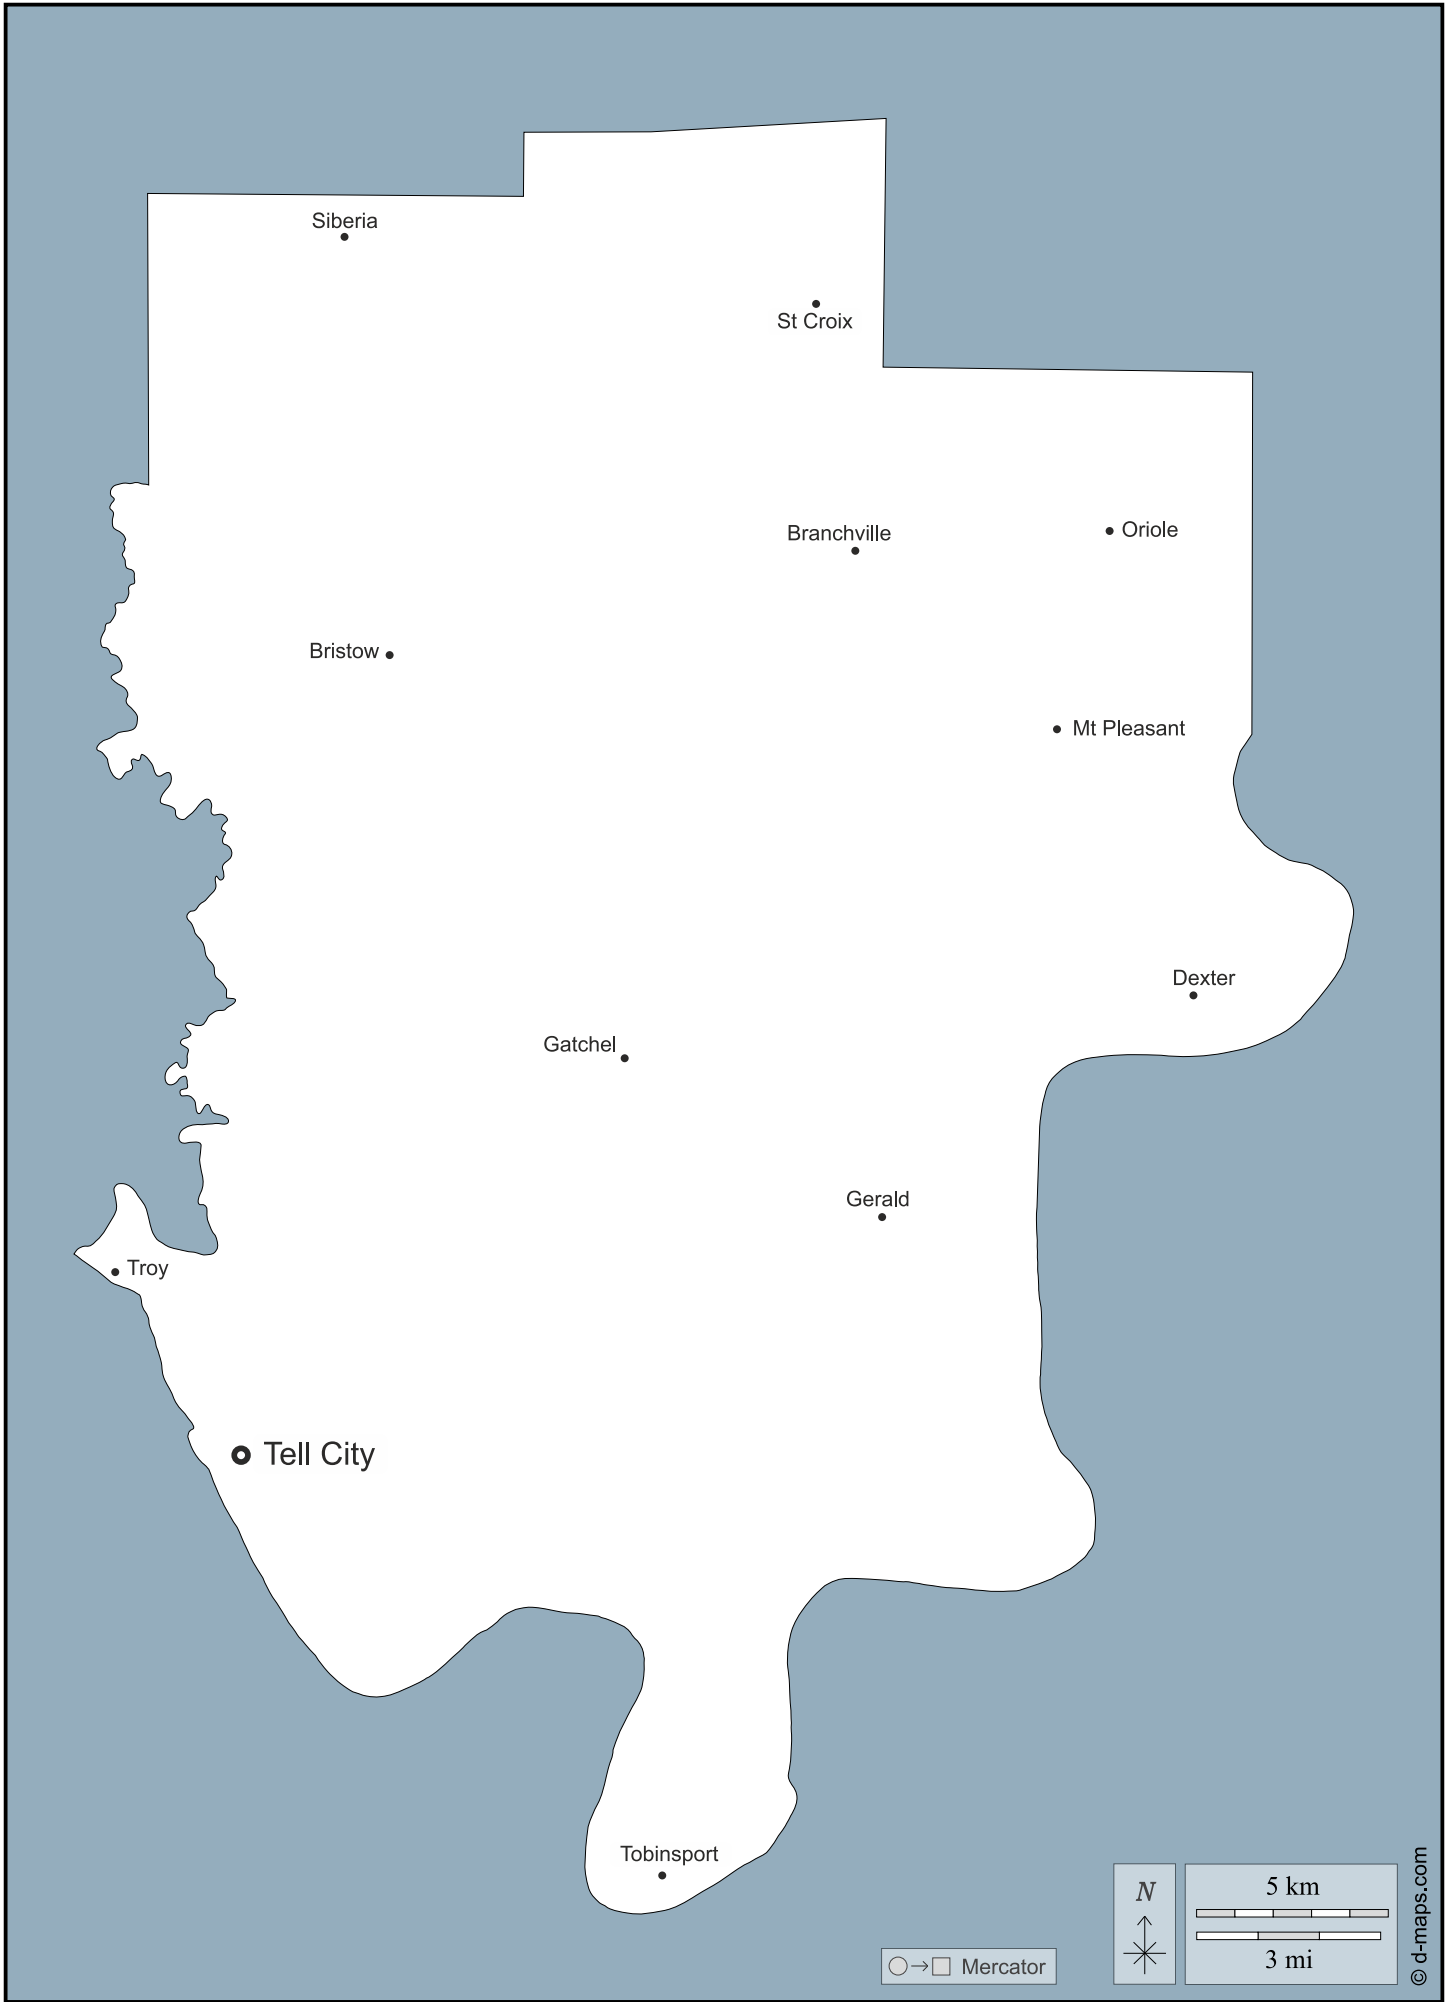 Siberia
St Croix
Branchville
Oriole
Bristow
Mt Pleasant
Dexter
Gatchel
Gerald
Troy
Tell City
Tobinsport
N
5 km
3 mi
Mercator
© d-maps.com